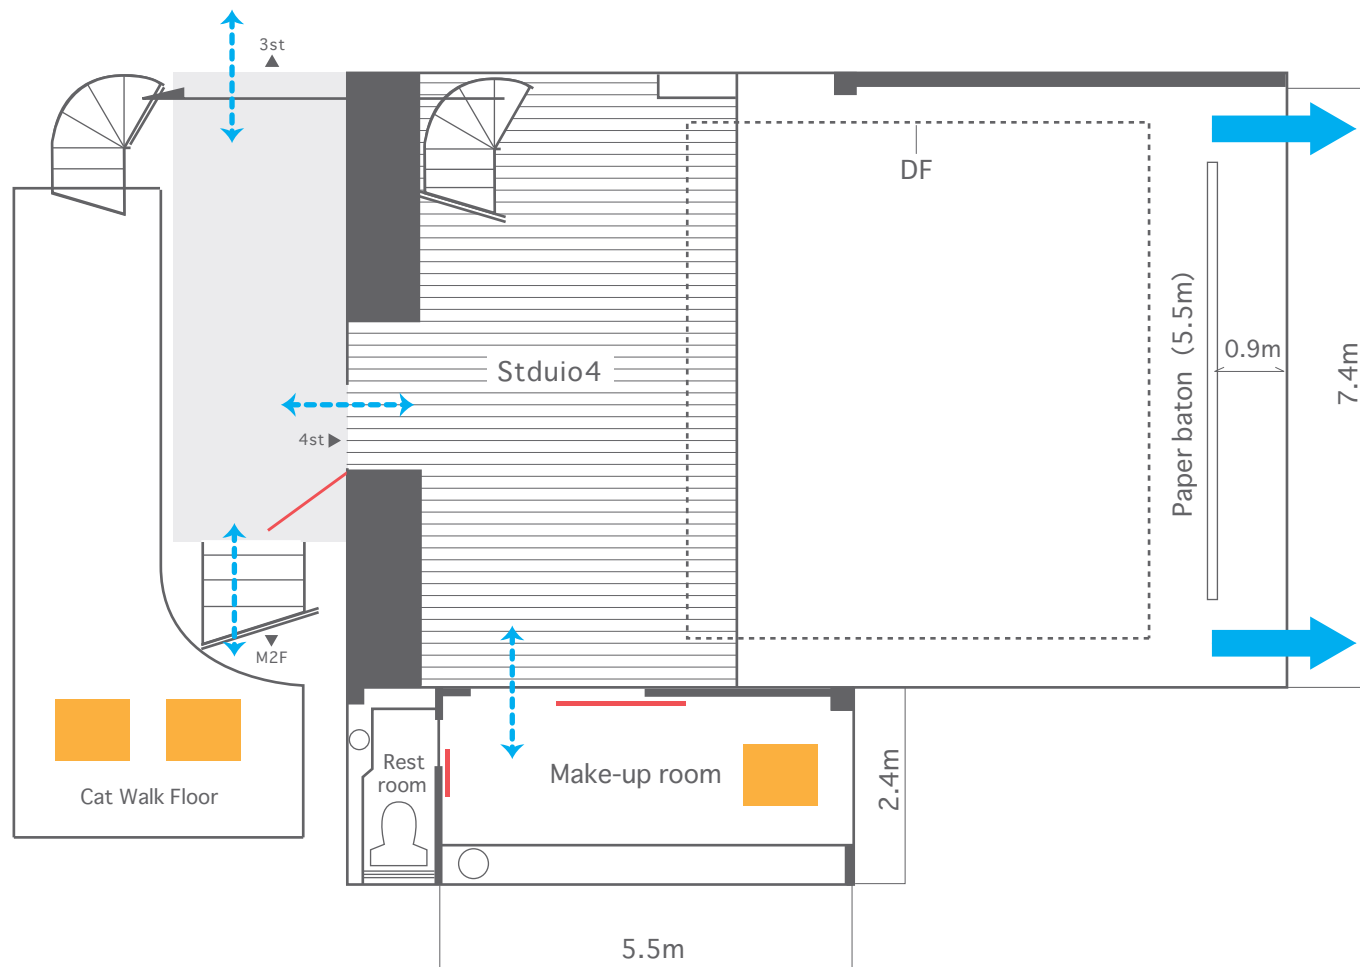 3st
DF
Paper baton（5.5m）
0.9m
7.4m
Stduio4
4st
M2F
Rest
room
Make-up room
2.4m
Cat Walk Floor
5.5m